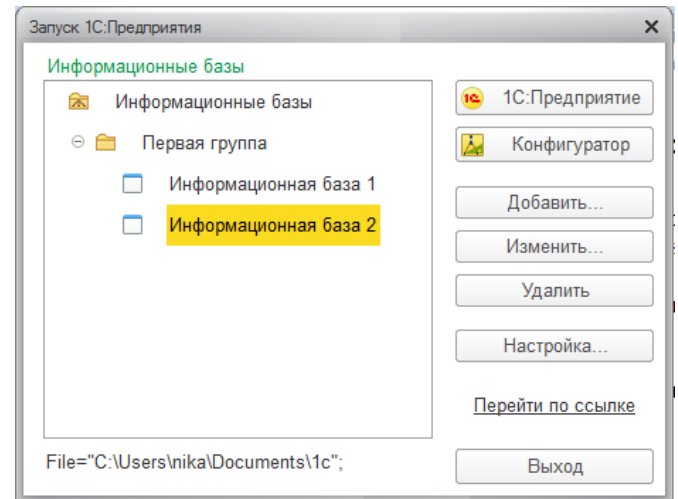 Запуск 1С:Предприятия
Информационные базы
Информационные базы
Первая группа
Информационная база 1
Информационная база 2
File="C:\Users\nika\Documents\1c";
1С:Предприятие
Конфигуратор
Добавить...
Изменить...
Удалить
Настройка...
Перейти по ссылке
Выход